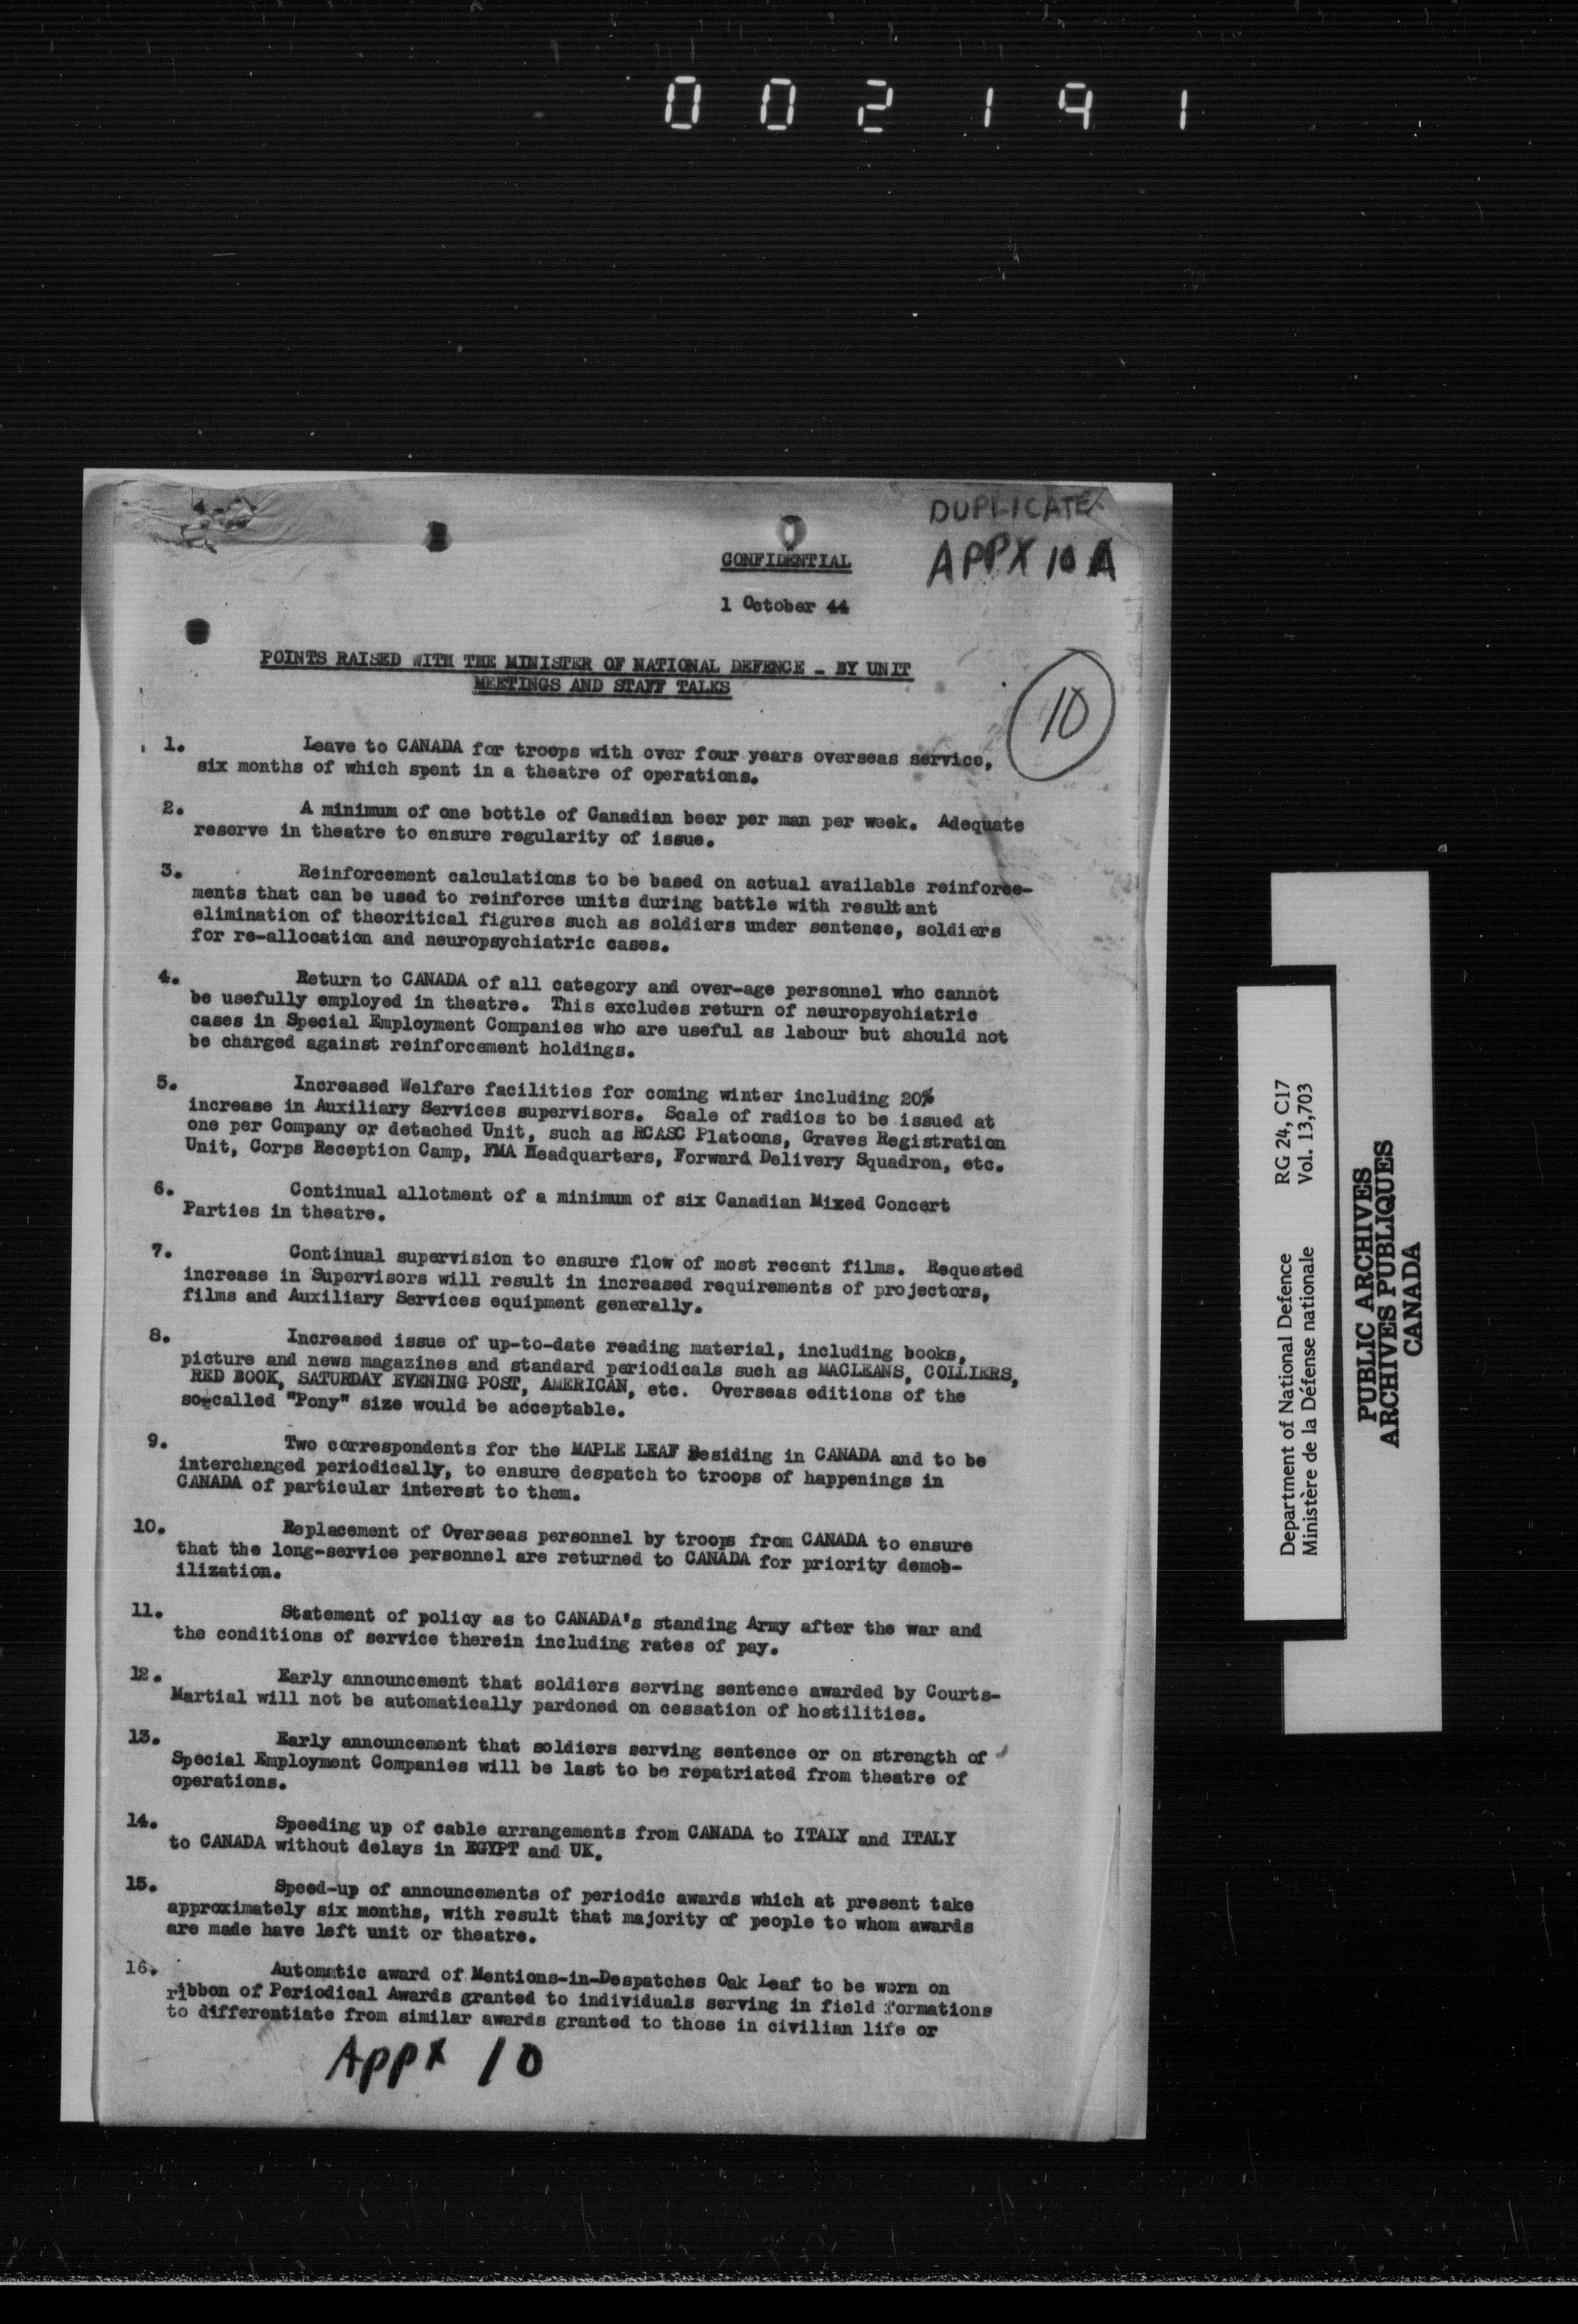 002191
DUPLICATE
APPX 10 A
CONFIDENTIAL
1 October 44
POINTS RAISED WITH THE MINISTER OF NATIONAL DEFENCE - BY UNIT
MEETINGS AND STAFF TALKS
10
1. Leave to CANADA for troops with over four years overseas service,
six months of which spent in a theatre of operations.
2. A minimum of one bottle of Canadian beer per man per week. Adequate
reserve in theatre to ensure regularity of issue.
3. Reinforcement calculations to be based on actual available reinforce-
ments that can be used to reinforce units during battle with resultant
elimination of theoritical figures such as soldiers under sentence, soldiers
for re-allocation and neuropsychiatric cases.
4. Return to CANADA of all category and over-age personnel who cannot
be usefully employed in theatre. This excludes return of neuropsychiatric
cases in Special Employment Companies who are useful as labour but should not
be charged against reinforcement holdings.
5. Increased Welfare facilities for coming winter including 20%
increase in Auxiliary Services supervisors. Scale of radios to be issued at
one per Company or detached Unit, such as RCASC Platoons, Graves Registration
Unit, Corps Reception Camp, FMA Headquarters, Forward Delivery Squadron, etc.
6. Continual allotment of a minimum of six Canadian Mixed Concert
Parties in theatre.
7. Continual supervision to ensure flow of most recent films. Requested
increase in Supervisors will result in increased requirements of projectors,
films and Auxiliary Services equipment generally.
8. Increased issue of up-to-date reading material, including books,
picture and news magazines and standard periodicals such as MACLEANS, COLLIERS,
RED BOOK, SATURDAY EVENING POST, AMERICAN, etc. Overseas editions of the
so-called "Pony" size would be acceptable.
9. Two correspondents for the MAPLE LEAF Residing in CANADA and to be
interchanged periodically, to ensure despatch to troops of happenings in
CANADA of particular interest to them.
10. Replacement of Overseas personnel by troops from CANADA to ensure
that the long-service personnel are returned to CANADA for priority demob-
ilization.
11. Statement of policy as to CANADA's standing Army after the war and
the conditions of service therein including rates of pay.
12. Early announcement that soldiers serving sentence awarded by Courts-
Martial will not be automatically pardoned on cessation of hostilities.
13. Early announcement that soldiers serving sentence or on strength of
Special Employment Companies will be last to be repatriated from theatre of
operations.
14. Speeding up of cable arrangements from CANADA to ITALY and ITALY
to CANADA without delays in EGYPT and UK.
15. Speed-up of announcements of periodic awards which at present take
approximately six months, with result that majority of people to whom awards
are made have left unit or theatre.
16. Automatic award of Mentions-in-Despatches Oak Leaf to be worn on
ribbon of Periodical Awards granted to individuals serving in field formations
to differentiate from similar awards granted to those in civilian life or
APPX 10
Department of National Defence RG 24, C17
Ministère de la Défense nationale Vol. 13,703
PUBLIC ARCHIVES
ARCHIVES PUBLIQUES
CANADA